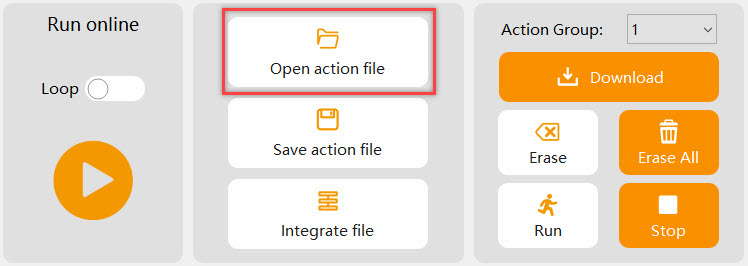 Run online
Loop
Open action file
Save action file
Integrate file
Action Group: 1
Download
Erase
Erase All
Run
Stop